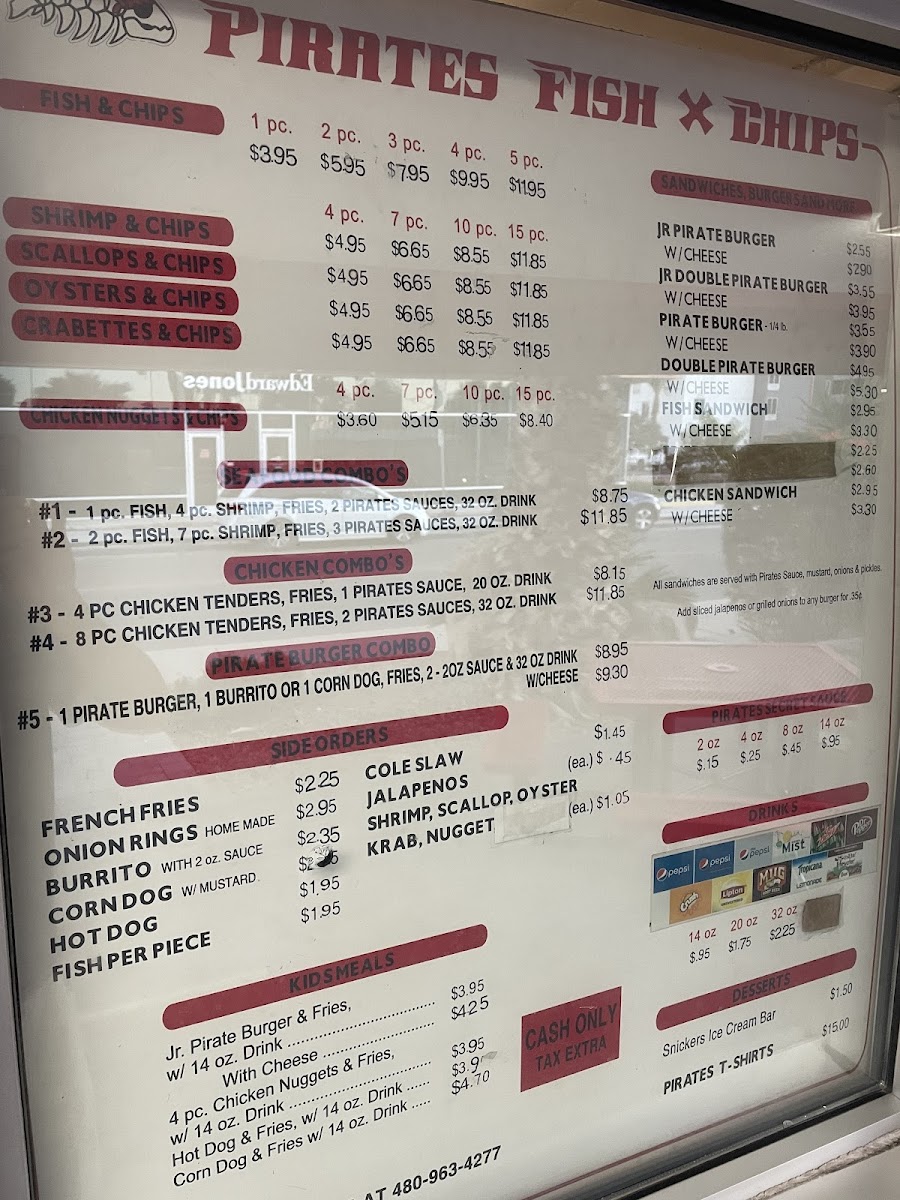 PIRATES FISH X CHIPS
FISH & CHIPS
1 pc. 2 pc. 3 pc. 4 pc. 5 pc.
$3.95 $5.95 $7.95 $9.95 $11.95
4 pc. 7 pc. 10 pc. 15 pc.
SHRIMP & CHIPS $4.95 $6.65 $8.55 $11.85
SCALLOPS & CHIPS $4.95 $6.65 $8.55 $11.85
OYSTERS & CHIPS $4.95 $6.65 $8.55 $11.85
CRABETTES & CHIPS $4.95 $6.65 $8.55 $11.85
EdwardJones
4 pc. 7 pc. 10 pc. 15 pc.
CHICKEN NUGGETS & CHIPS $3.60 $5.15 $6.35 $8.40
SEAFOOD COMBO'S
#1 - 1 pc. FISH, 4 pc. SHRIMP, FRIES, 2 PIRATES SAUCES, 32 OZ. DRINK $8.75
#2 - 2 pc. FISH, 7 pc. SHRIMP, FRIES, 3 PIRATES SAUCES, 32 OZ. DRINK $11.85
CHICKEN COMBO'S
#3 - 4 PC CHICKEN TENDERS, FRIES, 1 PIRATES SAUCE, 20 OZ. DRINK $8.15
#4 - 8 PC CHICKEN TENDERS, FRIES, 2 PIRATES SAUCES, 32 OZ. DRINK $11.85
PIRATE BURGER COMBO
#5 - 1 PIRATE BURGER, 1 BURRITO OR 1 CORN DOG, FRIES, 2 - 2OZ SAUCE & 32 OZ DRINK $8.95
W/CHEESE $9.30
SIDE ORDERS
FRENCH FRIES $2.25
ONION RINGS HOME MADE $2.95
BURRITO WITH 2 oz. SAUCE $2.35
CORN DOG W/ MUSTARD
HOT DOG $1.95
FISH PER PIECE $1.95
COLE SLAW $1.45
JALAPENOS (ea.) $ .45
SHRIMP, SCALLOP, OYSTER
KRAB, NUGGET (ea.) $1.05
KIDS MEALS
Jr. Pirate Burger & Fries,
w/ 14 oz. Drink $3.95
With Cheese $4.25
4 pc. Chicken Nuggets & Fries,
w/ 14 oz. Drink $3.95
Hot Dog & Fries, w/ 14 oz. Drink
Corn Dog & Fries w/ 14 oz. Drink $4.70
CASH ONLY
TAX EXTRA
AT 480-963-4277
SANDWICHES, BURGERS AND MORE
JR PIRATE BURGER $2.55
W/CHEESE $2.90
JR DOUBLE PIRATE BURGER $3.55
W/CHEESE $3.95
PIRATE BURGER - 1/4 lb. $3.55
W/CHEESE $3.90
DOUBLE PIRATE BURGER $4.95
W/CHEESE $5.30
FISH SANDWICH $2.95
W/CHEESE $3.30
$2.25
$2.60
CHICKEN SANDWICH $2.95
W/CHEESE $3.30
All sandwiches are served with Pirates Sauce, mustard, onions & pickles.
Add sliced jalapenos or grilled onions to any burger for .35¢
PIRATES SECRET SAUCE
2 oz 4 oz 8 oz 14 oz
$.15 $.25 $.45 $.95
DRINKS
pepsi pepsi pepsi Mist Dr Pepper
Crush Lipton MUG Tropicana LEMONADE
14 oz 20 oz 32 oz
$.95 $1.75 $2.25
DESSERTS
Snickers Ice Cream Bar $1.50
PIRATES T-SHIRTS $15.00